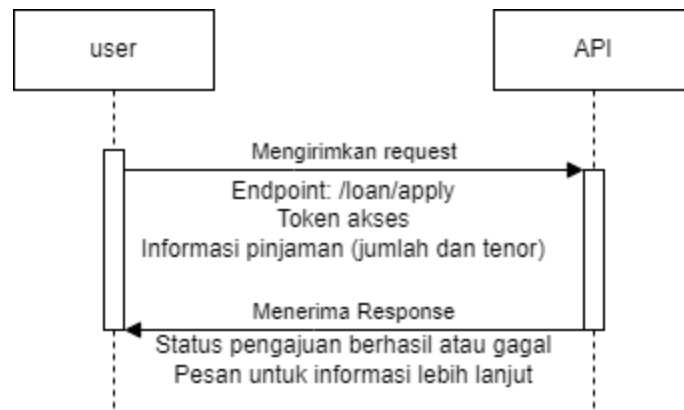 user
API
Mengirimkan request
Endpoint: /loan/apply
Token akses
Informasi pinjaman (jumlah dan tenor)
Menerima Response
Status pengajuan berhasil atau gagal
Pesan untuk informasi lebih lanjut